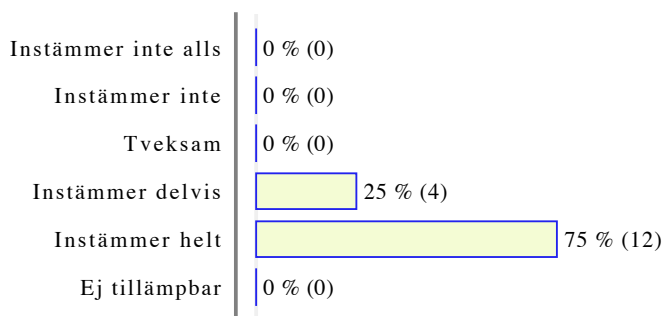 Instämmer inte alls 0 % (0)
Instämmer inte 0 % (0)
Tveksam 0 % (0)
Instämmer delvis 25 % (4)
Instämmer helt 75 % (12)
Ej tillämpbar 0 % (0)